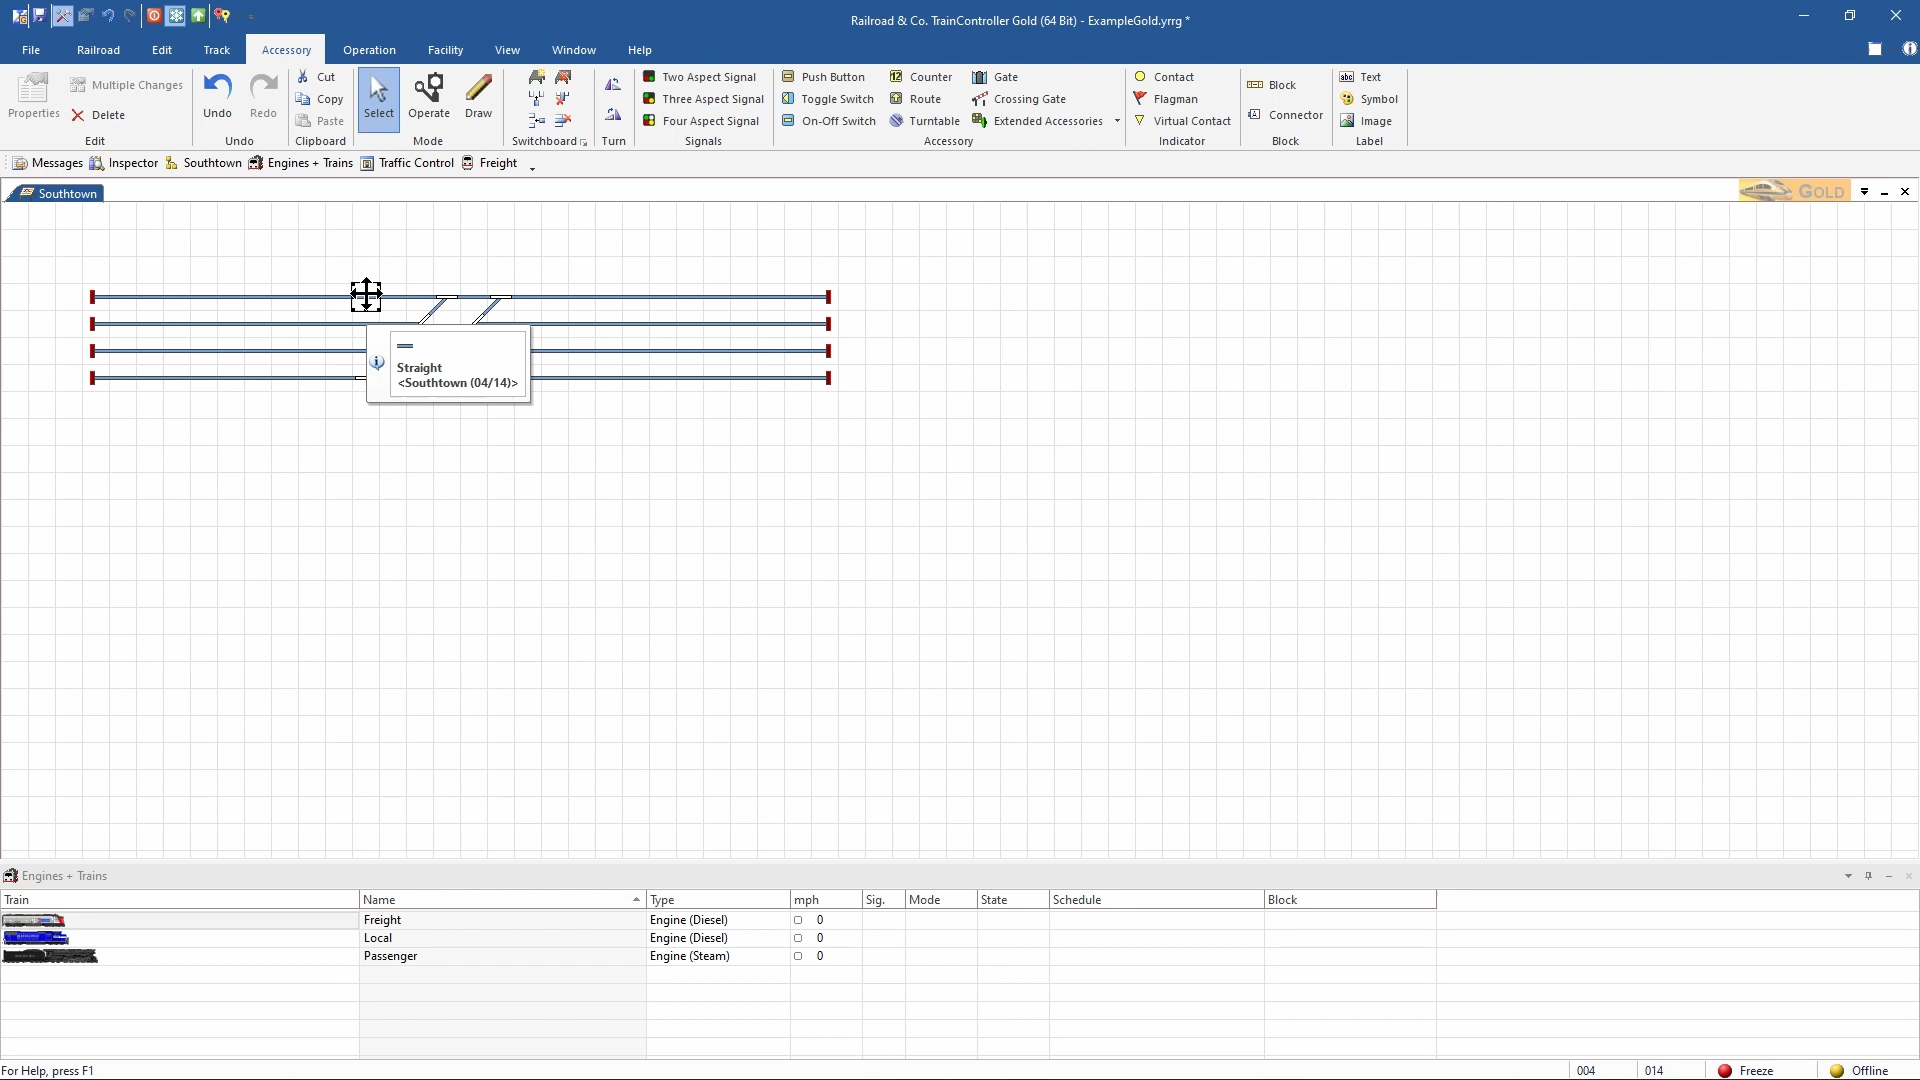 Railroad & Co. TrainController Gold (64 Bit) - ExampleGold.yrrg *
File Railroad Edit Track Accessory Operation Facility View Window Help
Properties Multiple Changes Delete Edit
Undo Redo Undo
Cut Copy Paste Clipboard
Select Operate Draw Mode
Switchboard
Turn
Two Aspect Signal
Three Aspect Signal
Four Aspect Signal
Signals
Push Button Counter Gate
Toggle Switch Route Crossing Gate
On-Off Switch Turntable Extended Accessories
Accessory
Contact
Flagman
Virtual Contact
Indicator
Block
Connector
Block
abc Text
Symbol
Image
Label
Messages Inspector Southtown Engines + Trains Traffic Control Freight
Southtown
GOLD
Straight
<Southtown (04/14)>
Engines + Trains
Train Name Type mph Sig. Mode State Schedule Block
Freight Engine (Diesel) 0
Local Engine (Diesel) 0
Passenger Engine (Steam) 0
For Help, press F1 004 014 Freeze Offline